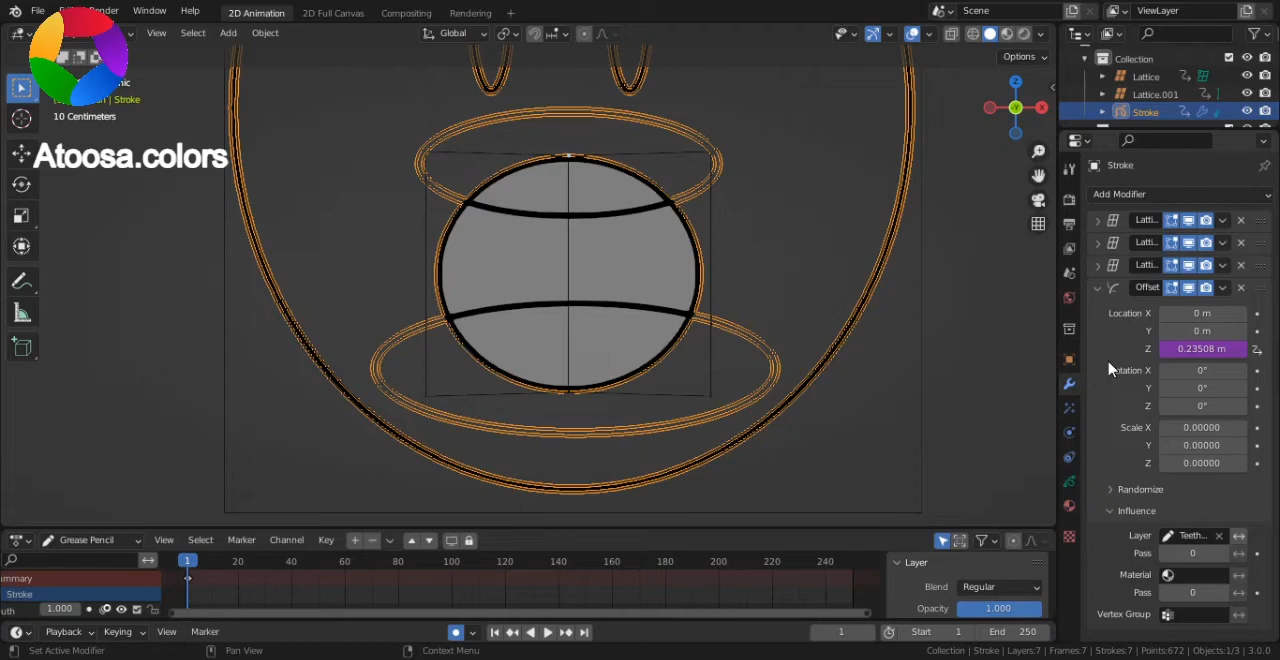 File
Render
Window
Help
2D Animation
2D Full Canvas
Compositing
Rendering
+
Scene
ViewLayer
View
Select
Add
Object
Global
Options
Collection
Lattice
Lattice.001
Stroke
| Stroke
10 Centimeters
Atoosa.colors
Z
X
Y
Stroke
Add Modifier
Latti..
Latti..
Latti..
Offset
Location X 0 m
Y 0 m
Z 0.23508 m
0°
Y 0°
Z 0°
Scale X 0.00000
Y 0.00000
Z 0.00000
Randomize
Influence
Layer Teeth...
Pass 0
Material
Pass 0
Vertex Group
Grease Pencil
View
Select
Marker
Channel
Key
1 20 40 60 80 100 120 140 160 180 200 220 240
mmary
Stroke
uth 1.000
Layer
Blend Regular
Opacity 1.000
Playback
Keying
View
Marker
1
Start 1
End 250
Set Active Modifier
Pan View
Context Menu
Collection | Stroke | Layers:7 | Frames:7 | Strokes:7 | Points:672 | Objects:1/3 | 3.0.0